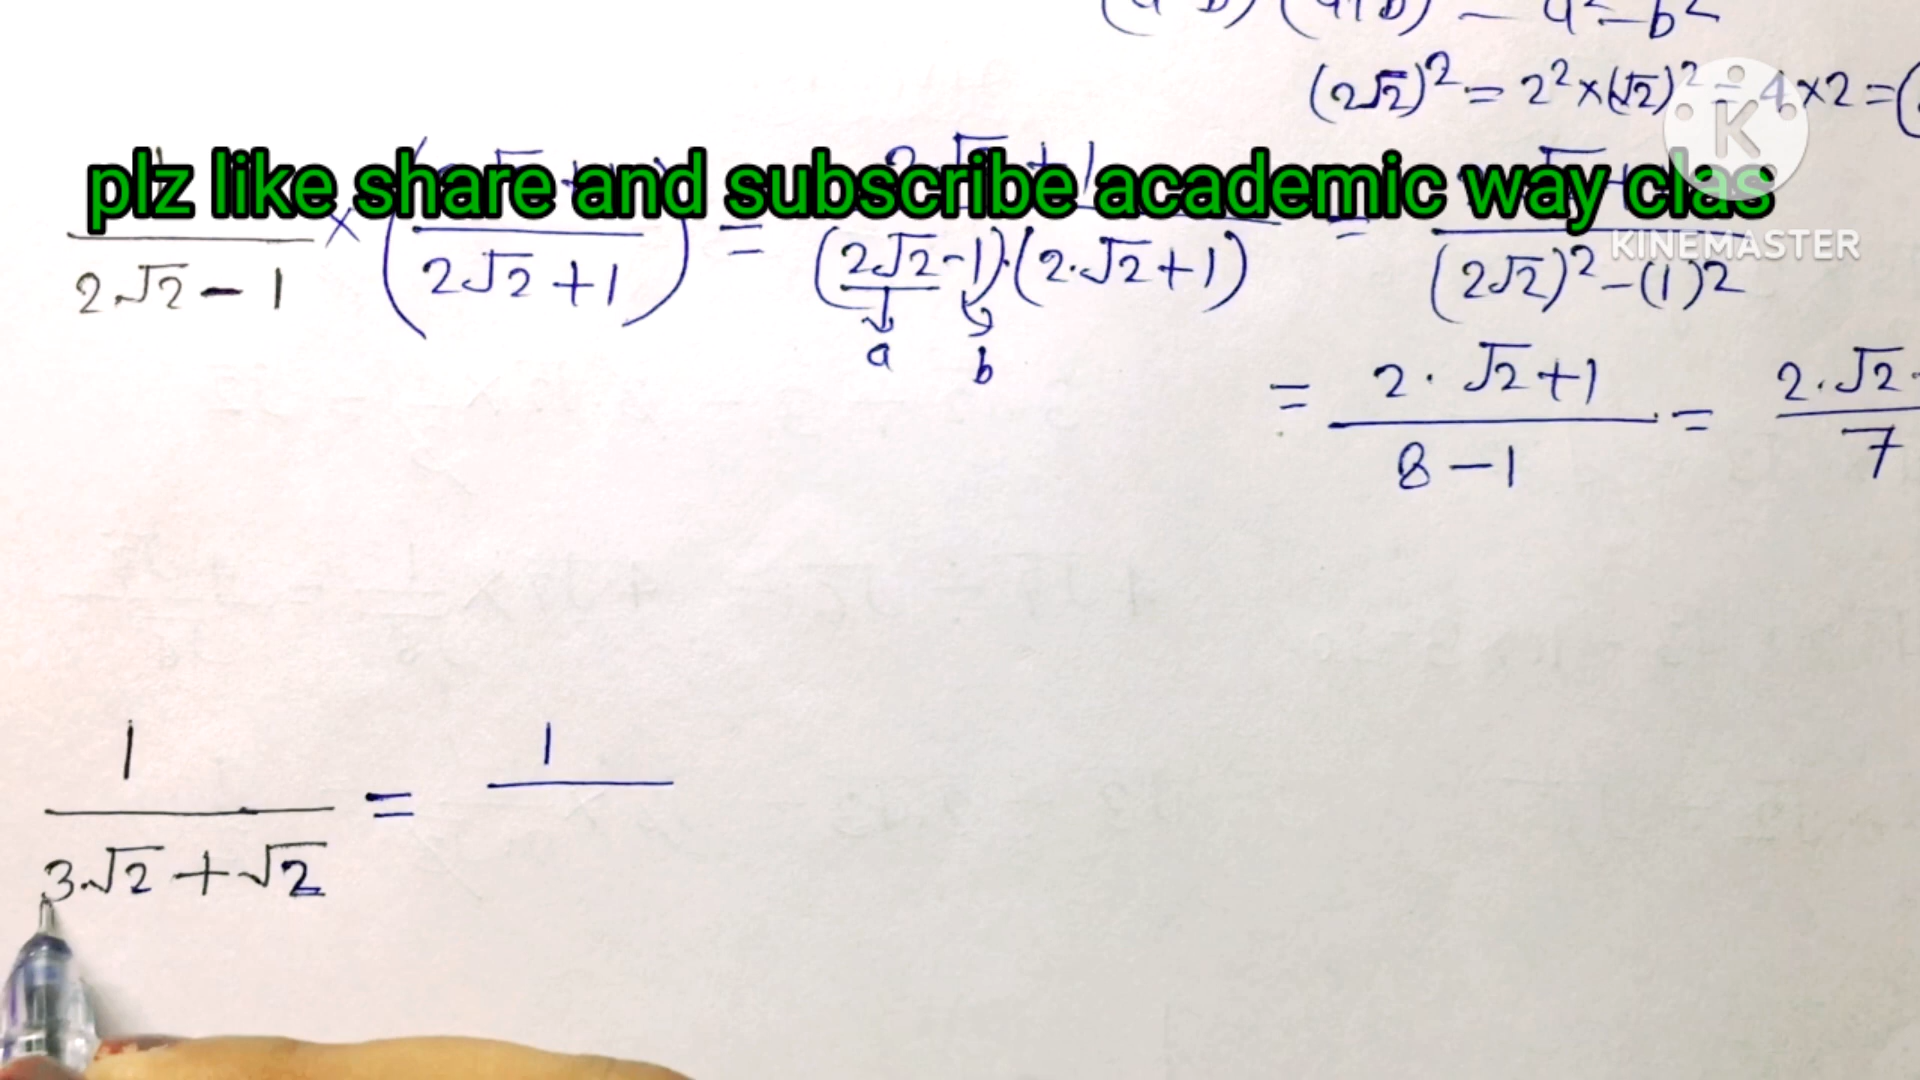 (2√2)² = 2² × (√2)² = 4 × 2 =
plz like share and subscribe academic way clas
KINEMASTER
2√2 - 1 × ( 2√2 + 1 ) = (2√2 - 1)·(2·√2 + 1) = (2√2)² - (1)²
a b
= 2·√2 + 1 / 8 - 1 = 2·√2 / 7
1 / 3·√2 + √2 = 1